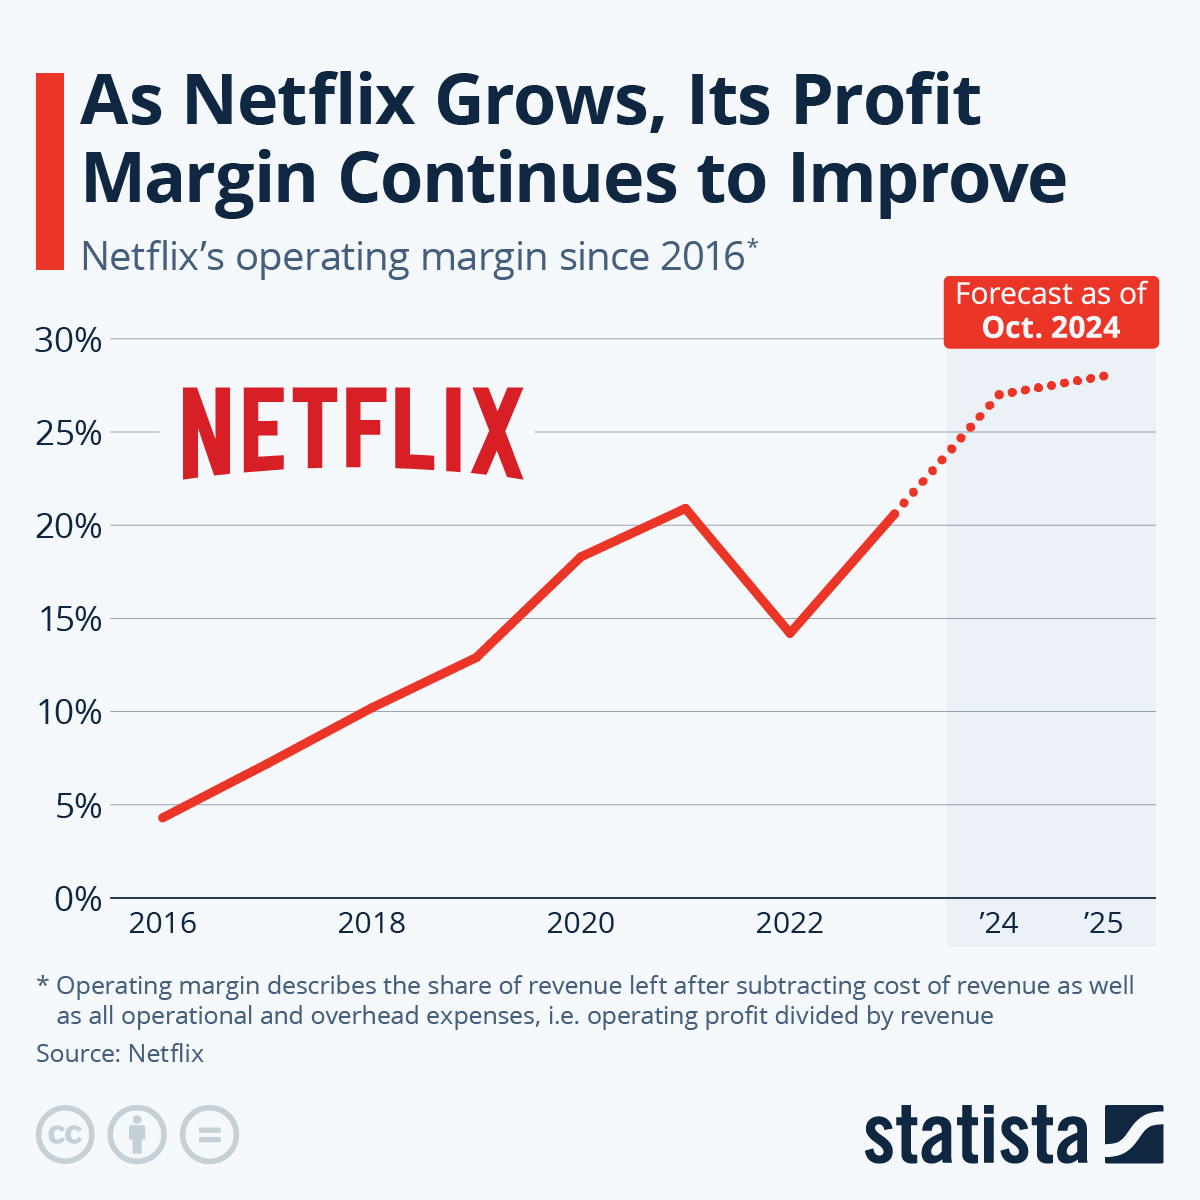 As Netflix Grows, Its Profit
Margin Continues to Improve
Netflix's operating margin since 2016*
Forecast as of
Oct. 2024
30%
NETFLIX
25%
20%
15%
10%
5%
0%
2016 2018 2020 2022 ’24 ’25
* Operating margin describes the share of revenue left after subtracting cost of revenue as well
as all operational and overhead expenses, i.e. operating profit divided by revenue
Source: Netflix
cc
statista